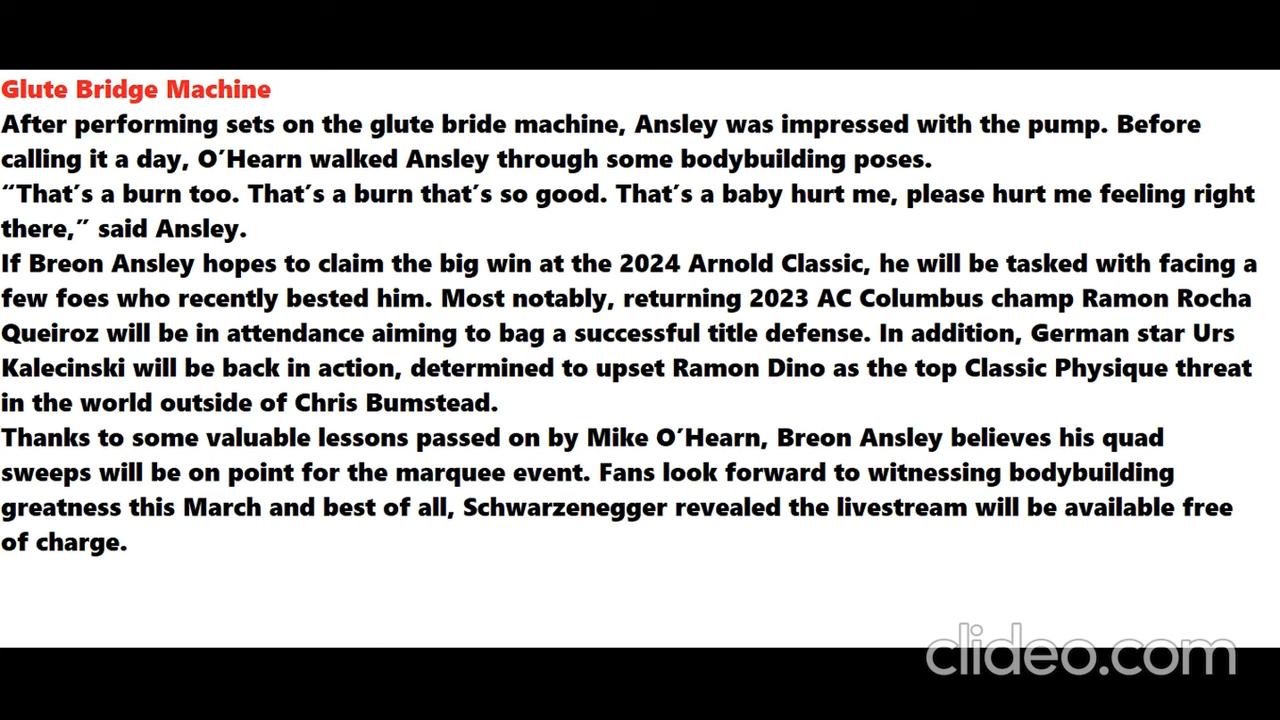 Glute Bridge Machine
After performing sets on the glute bride machine, Ansley was impressed with the pump. Before
calling it a day, O’Hearn walked Ansley through some bodybuilding poses.
“That’s a burn too. That’s a burn that’s so good. That’s a baby hurt me, please hurt me feeling right
there,” said Ansley.
If Breon Ansley hopes to claim the big win at the 2024 Arnold Classic, he will be tasked with facing a
few foes who recently bested him. Most notably, returning 2023 AC Columbus champ Ramon Rocha
Queiroz will be in attendance aiming to bag a successful title defense. In addition, German star Urs
Kalecinski will be back in action, determined to upset Ramon Dino as the top Classic Physique threat
in the world outside of Chris Bumstead.
Thanks to some valuable lessons passed on by Mike O’Hearn, Breon Ansley believes his quad
sweeps will be on point for the marquee event. Fans look forward to witnessing bodybuilding
greatness this March and best of all, Schwarzenegger revealed the livestream will be available free
of charge.
clideo.com